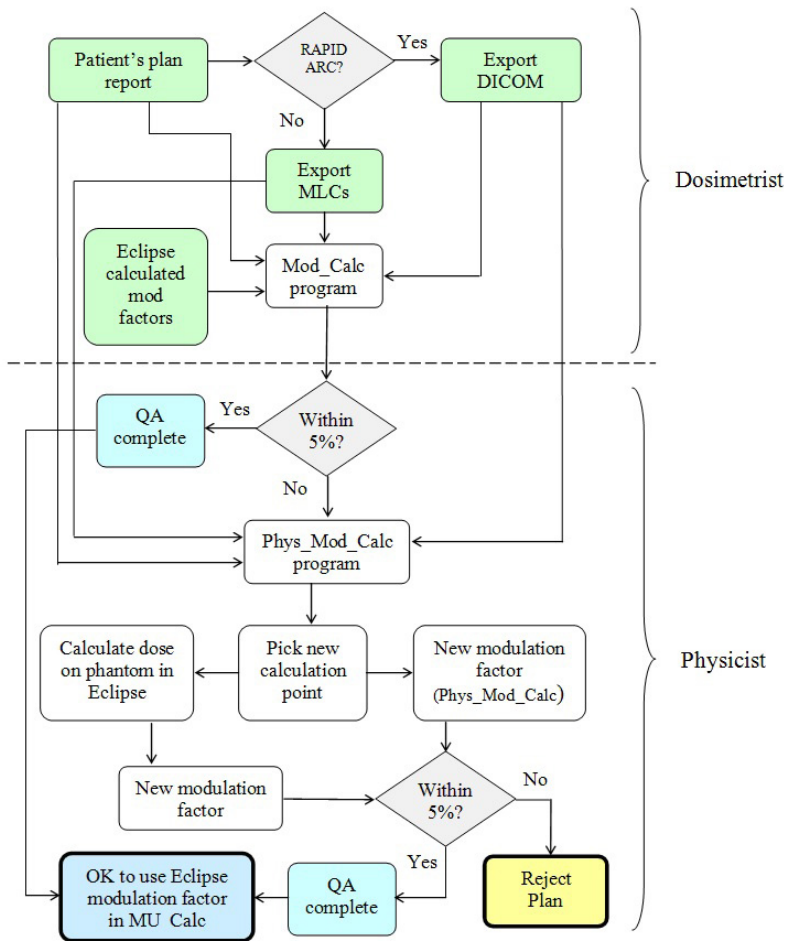 Patient's plan
report
RAPID
ARC?
Yes
Export
DICOM
No
Export
MLCs
Dosimetrist
Eclipse
calculated
mod
factors
Mod_Calc
program
QA
complete
Yes
Within
5%?
No
Phys_Mod_Calc
program
Calculate dose
on phantom in
Eclipse
Pick new
calculation
point
New modulation
factor
(Phys_Mod_Calc)
Physicist
New modulation
factor
Within
5%?
No
Yes
OK to use Eclipse
modulation factor
in MU Calc
QA
complete
Reject
Plan